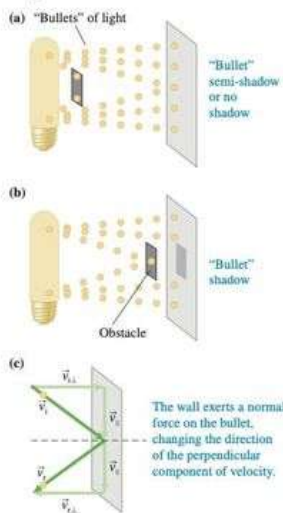 (a)
"Bullets" of light
"Bullet"
semi-shadow
or no
shadow
(b)
"Bullet"
shadow
Obstacle
(c)
The wall exerts a normal
force on the bullet,
changing the direction
of the perpendicular
component of velocity.